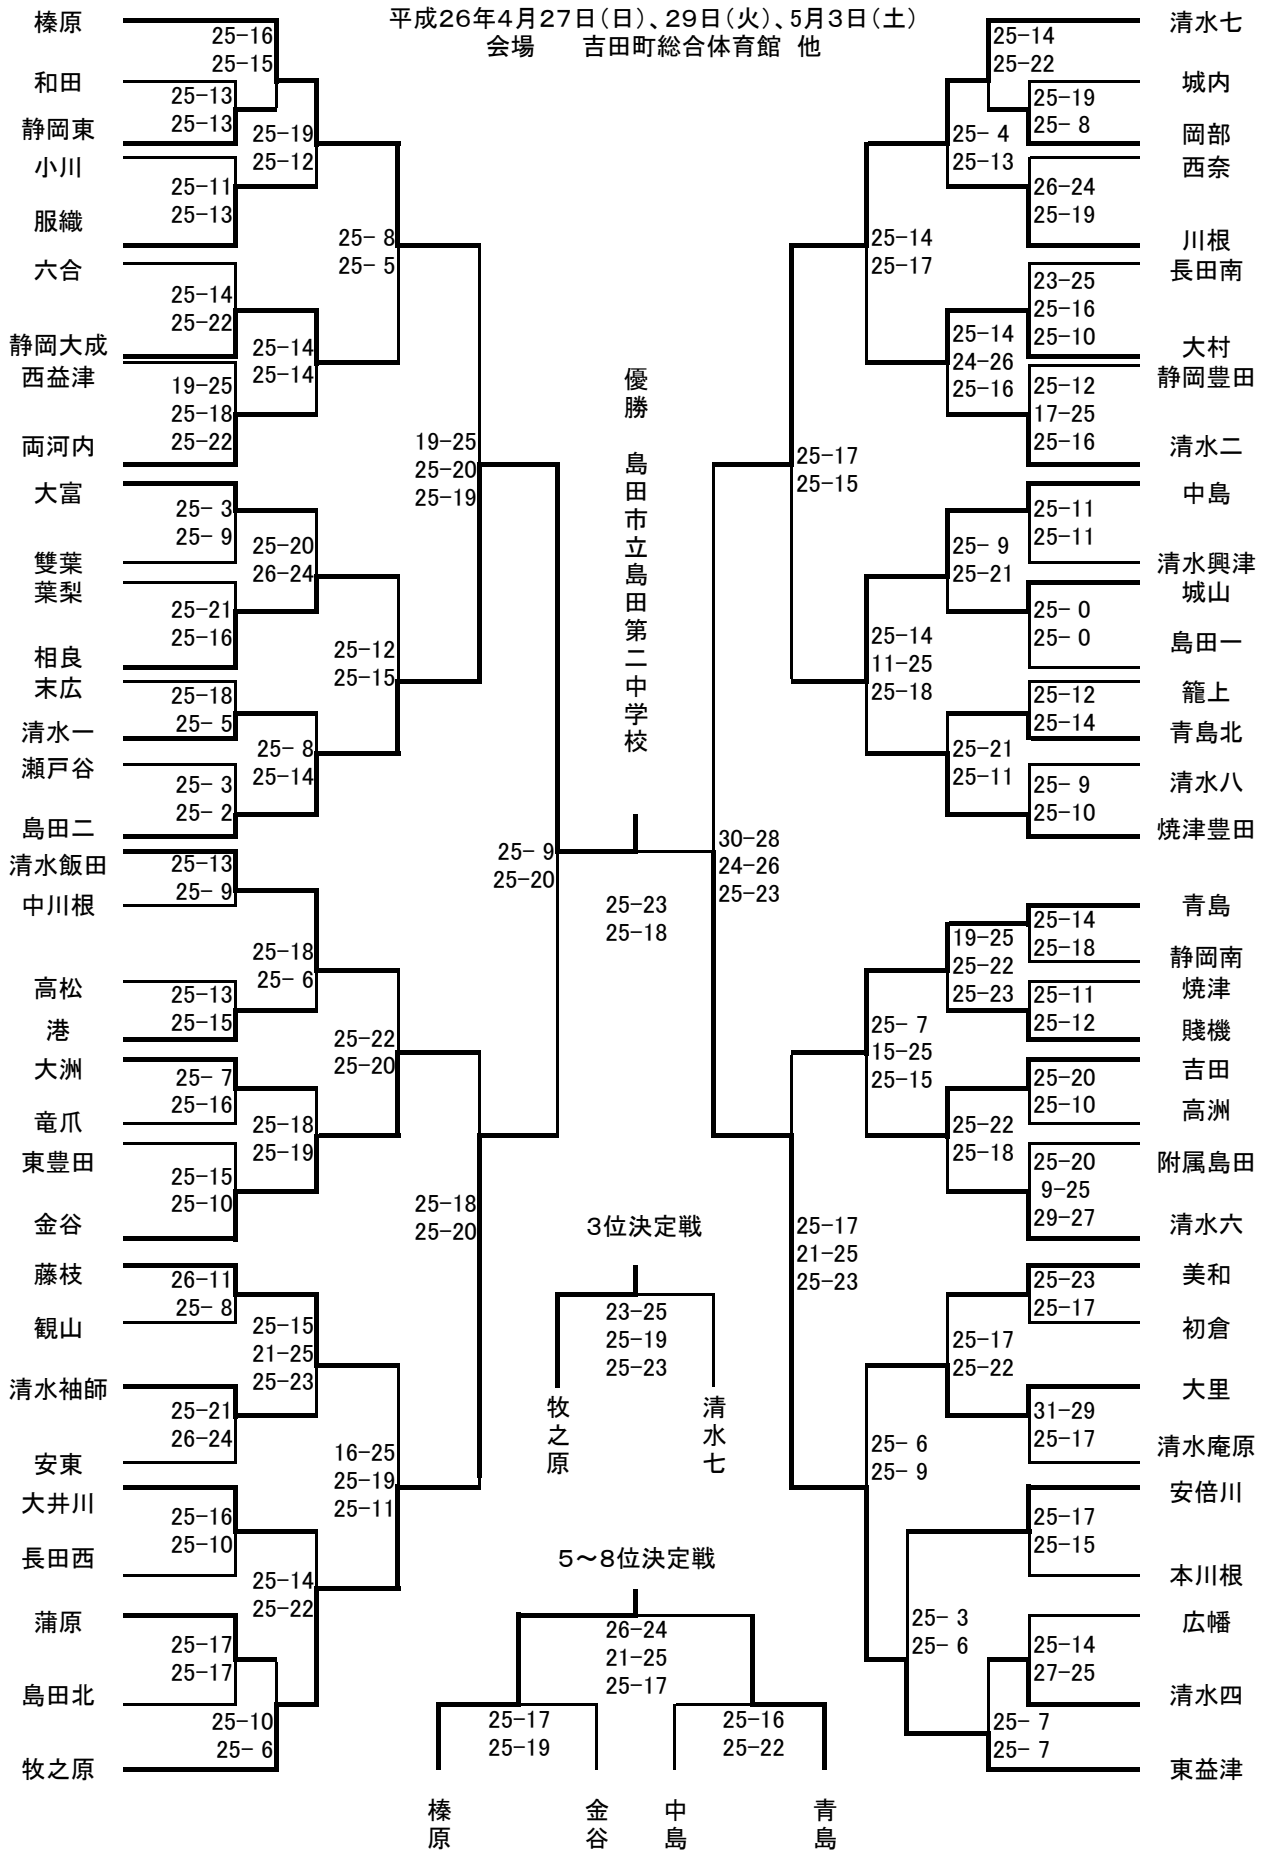 平成26年4月27日(日)、29日(火)、5月3日(土)
会場　　吉田町総合体育館 他
榛原
25-16
25-15
和田
25-13
25-13
静岡東
25-19
25-12
小川
25-11
25-13
服織
25- 8
25- 5
六合
25-14
25-22
静岡大成
25-14
25-14
西益津
19-25
25-18
25-22
両河内
19-25
25-20
25-19
大富
25- 3
25- 9
雙葉
25-20
26-24
葉梨
25-21
25-16
相良
25-12
25-15
末広
25-18
25- 5
清水一
25- 8
25-14
瀬戸谷
25- 3
25- 2
島田二
清水飯田
25-13
25- 9
中川根
25- 9
25-20
25-18
25- 6
高松
25-13
25-15
港
25-22
25-20
大洲
25- 7
25-16
竜爪
25-18
25-19
東豊田
25-15
25-10
金谷
25-18
25-20
藤枝
26-11
25- 8
観山
25-15
21-25
25-23
清水袖師
25-21
26-24
安東
16-25
25-19
25-11
大井川
25-16
25-10
長田西
25-14
25-22
蒲原
25-17
25-17
島田北
25-10
25- 6
牧之原
優勝　島田市立島田第二中学校
25-23
25-18
3位決定戦
23-25
25-19
25-23
牧之原
清水七
5～8位決定戦
26-24
21-25
25-17
25-17
25-19
25-16
25-22
榛原
金谷
中島
青島
清水七
25-14
25-22
城内
25-19
25- 8
岡部
25- 4
25-13
西奈
26-24
25-19
川根
25-14
25-17
長田南
23-25
25-16
25-10
大村
25-14
24-26
25-16
静岡豊田
25-12
17-25
25-16
清水二
25-17
25-15
中島
25-11
25-11
清水興津
25- 9
25-21
城山
25- 0
25- 0
島田一
25-14
11-25
25-18
籠上
25-12
25-14
青島北
25-21
25-11
清水八
25- 9
25-10
焼津豊田
30-28
24-26
25-23
青島
25-14
25-18
静岡南
19-25
25-22
25-23
焼津
25-11
25-12
賤機
25- 7
15-25
25-15
吉田
25-20
25-10
高洲
25-22
25-18
附属島田
25-20
9-25
29-27
清水六
25-17
21-25
25-23
美和
25-23
25-17
初倉
25-17
25-22
大里
31-29
25-17
清水庵原
25- 6
25- 9
安倍川
25-17
25-15
本川根
25- 3
25- 6
広幡
25-14
27-25
清水四
25- 7
25- 7
東益津